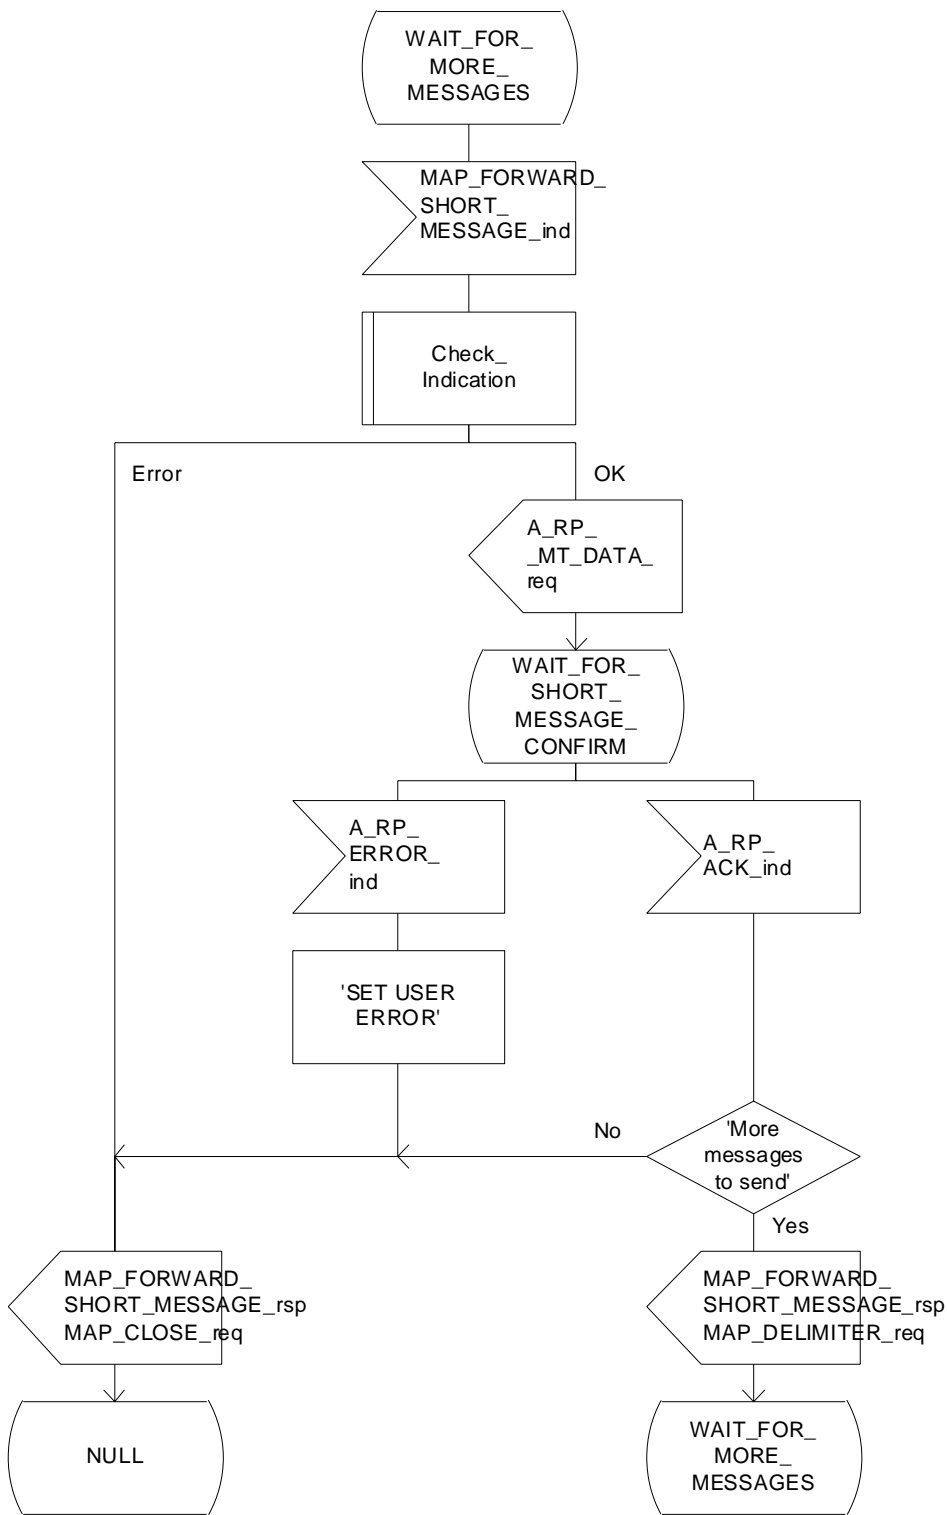 WAIT_FOR_
MORE_
MESSAGES
MAP_FORWARD_
SHORT_
MESSAGE_ind
Check_
Indication
Error
OK
A_RP_
_MT_DATA_
req
WAIT_FOR_
SHORT_
MESSAGE_
CONFIRM
A_RP_
ERROR_
ind
A_RP_
ACK_ind
'SET USER
ERROR'
No
'More
messages
to send'
Yes
MAP_FORWARD_
SHORT_MESSAGE_rsp
MAP_CLOSE_req
MAP_FORWARD_
SHORT_MESSAGE_rsp
MAP_DELIMITER_req
NULL
WAIT_FOR_
MORE_
MESSAGES